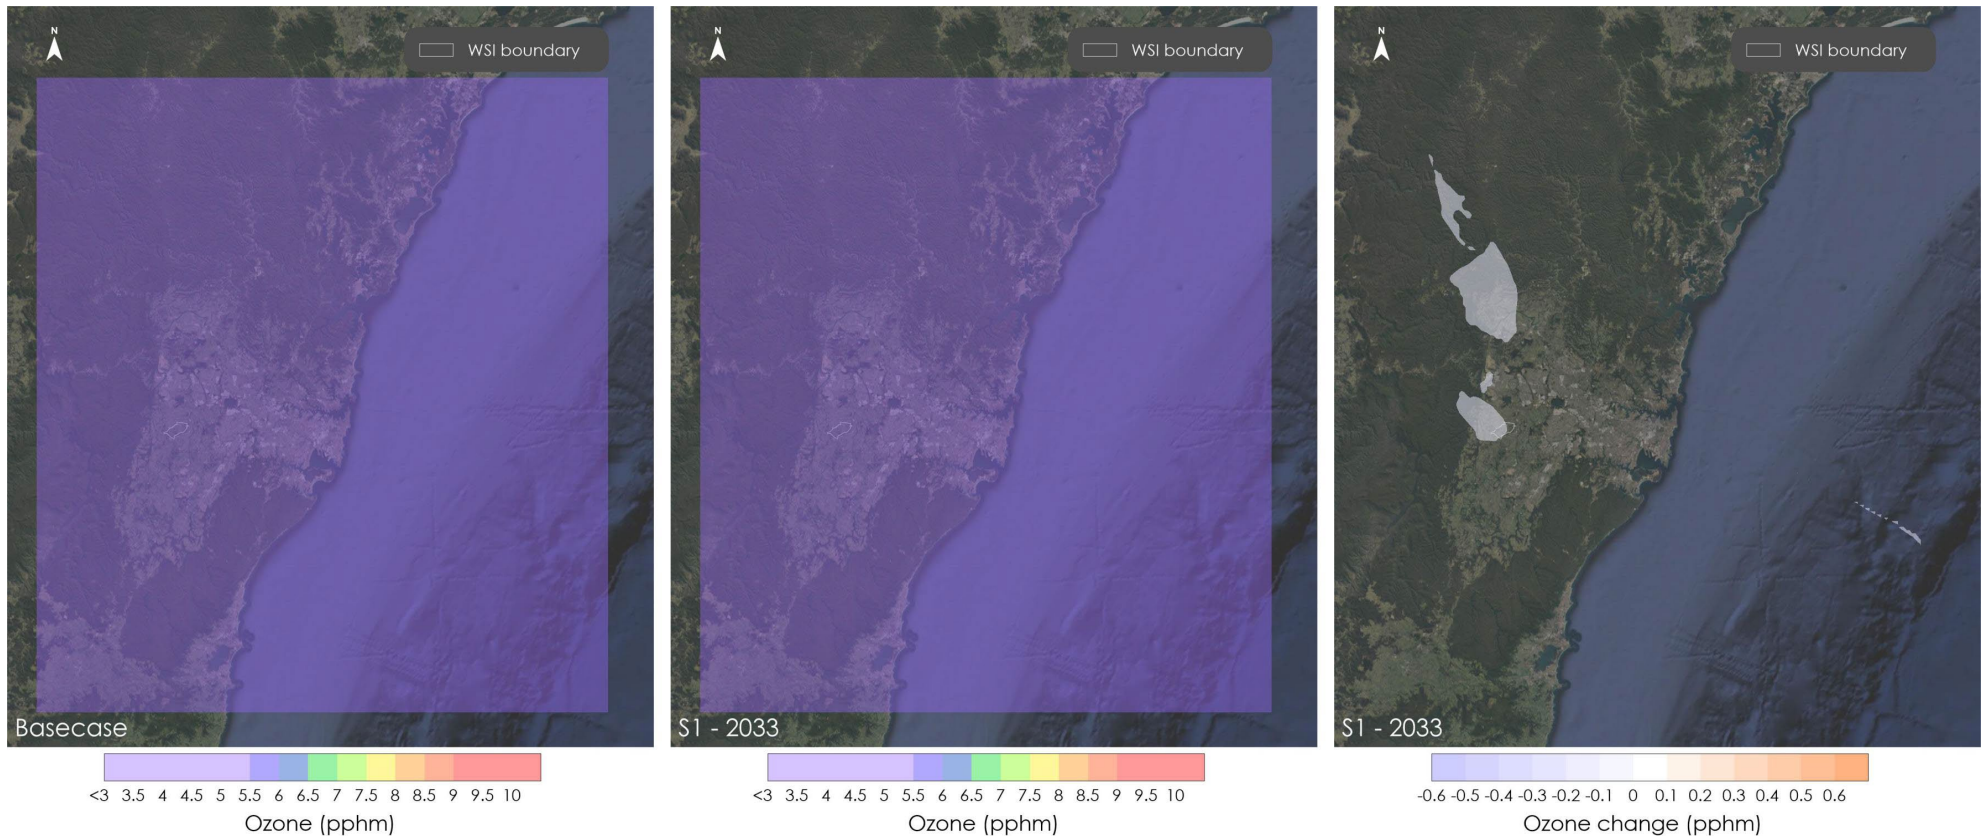 N
WSI boundary
Basecase
<3 3.5 4 4.5 5 5.5 6 6.5 7 7.5 8 8.5 9 9.5 10
Ozone (pphm)
N
WSI boundary
S1 - 2033
<3 3.5 4 4.5 5 5.5 6 6.5 7 7.5 8 8.5 9 9.5 10
Ozone (pphm)
N
WSI boundary
S1 - 2033
-0.6 -0.5 -0.4 -0.3 -0.2 -0.1 0 0.1 0.2 0.3 0.4 0.5 0.6
Ozone change (pphm)